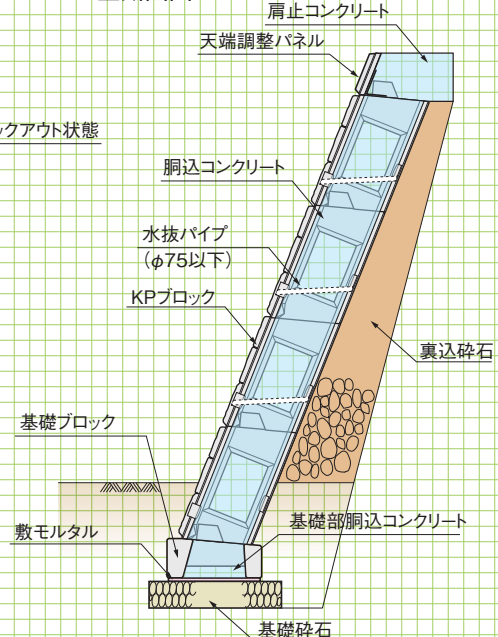 肩止コンクリート
天端調整パネル
ックアウト状態
胴込コンクリート
水抜パイプ
(φ75以下)
KPブロック
裏込砕石
基礎ブロック
敷モルタル
基礎部胴込コンクリート
基礎砕石